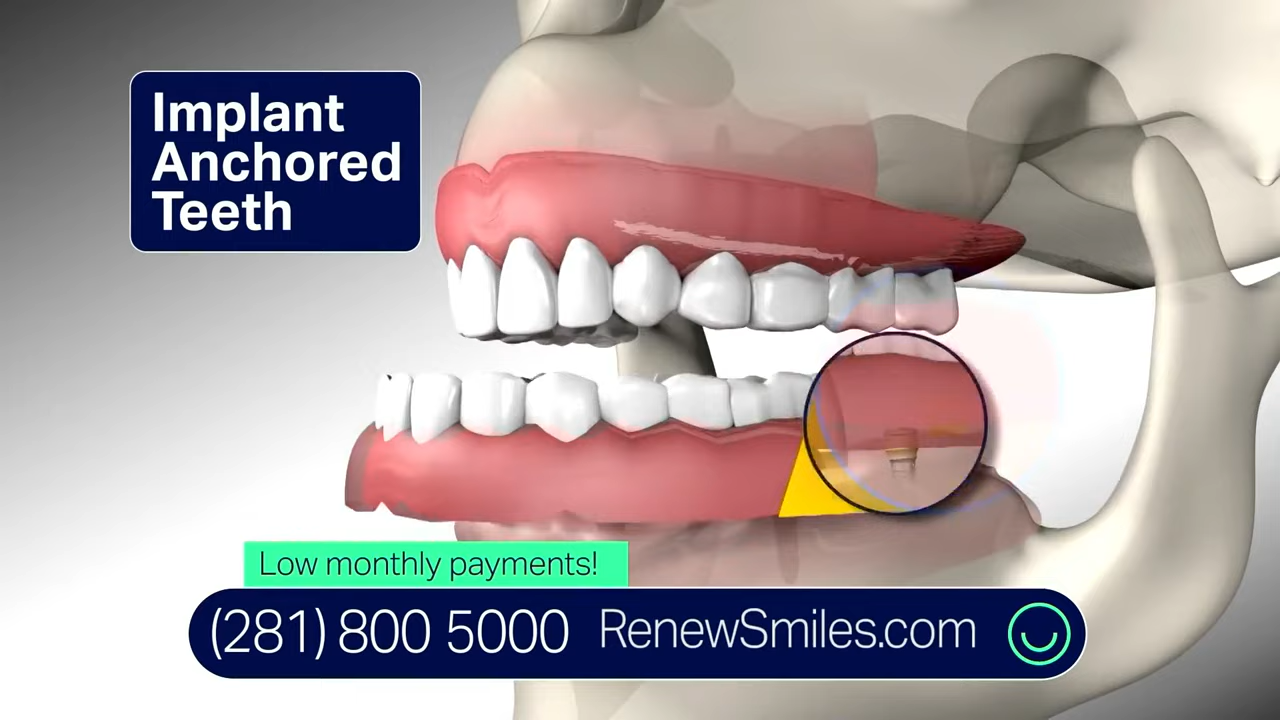 Implant
Anchored
Teeth
Low monthly payments!
(281) 800 5000 RenewSmiles.com